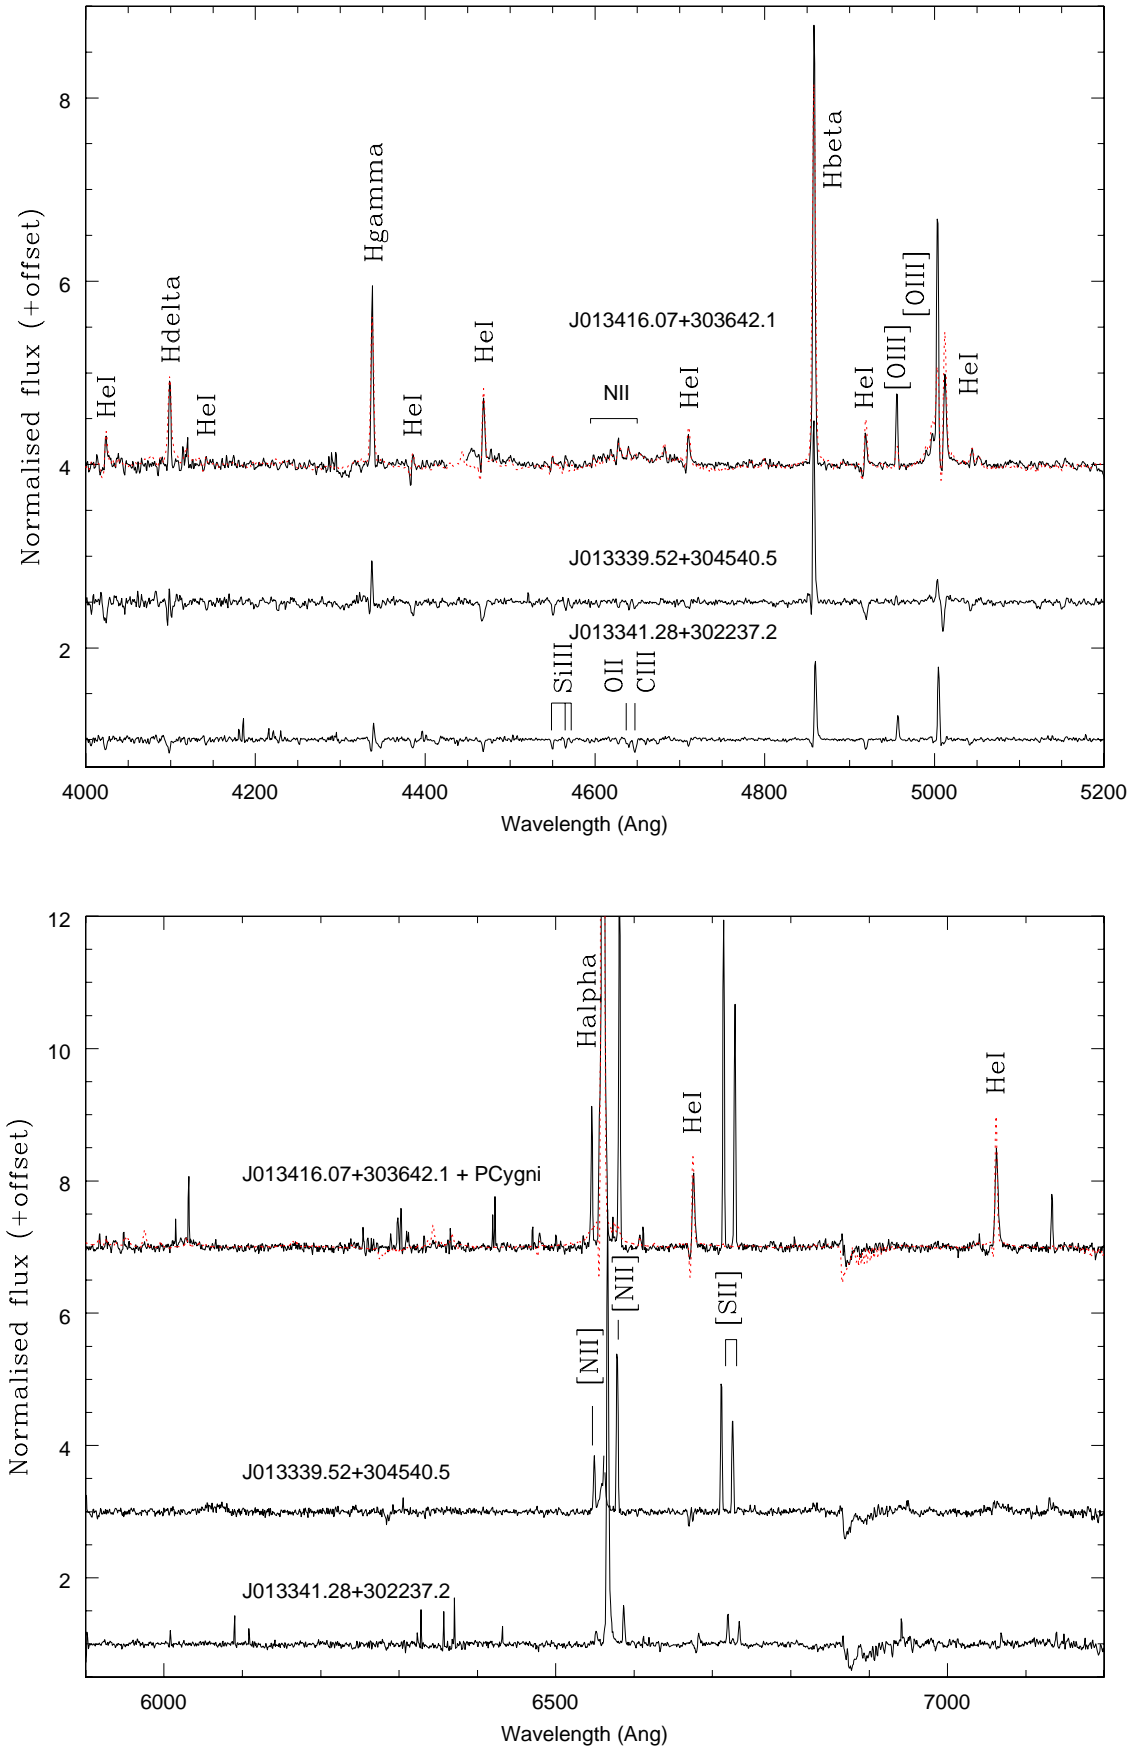 Normalised flux (+offset)
8
6
4
2
HeI
Hdelta
HeI
Hgamma
HeI
HeI
NII
HeI
Hbeta
HeI
[OIII]
[OIII]
HeI
J013416.07+303642.1
J013339.52+304540.5
J013341.28+302237.2
SiIII
OII
CIII
4000
4200
4400
4600
4800
5000
5200
Wavelength (Ang)
Normalised flux (+offset)
12
10
8
6
4
2
Halpha
HeI
HeI
J013416.07+303642.1 + PCygni
[NII]
[NII]
[SII]
J013339.52+304540.5
J013341.28+302237.2
6000
6500
7000
Wavelength (Ang)